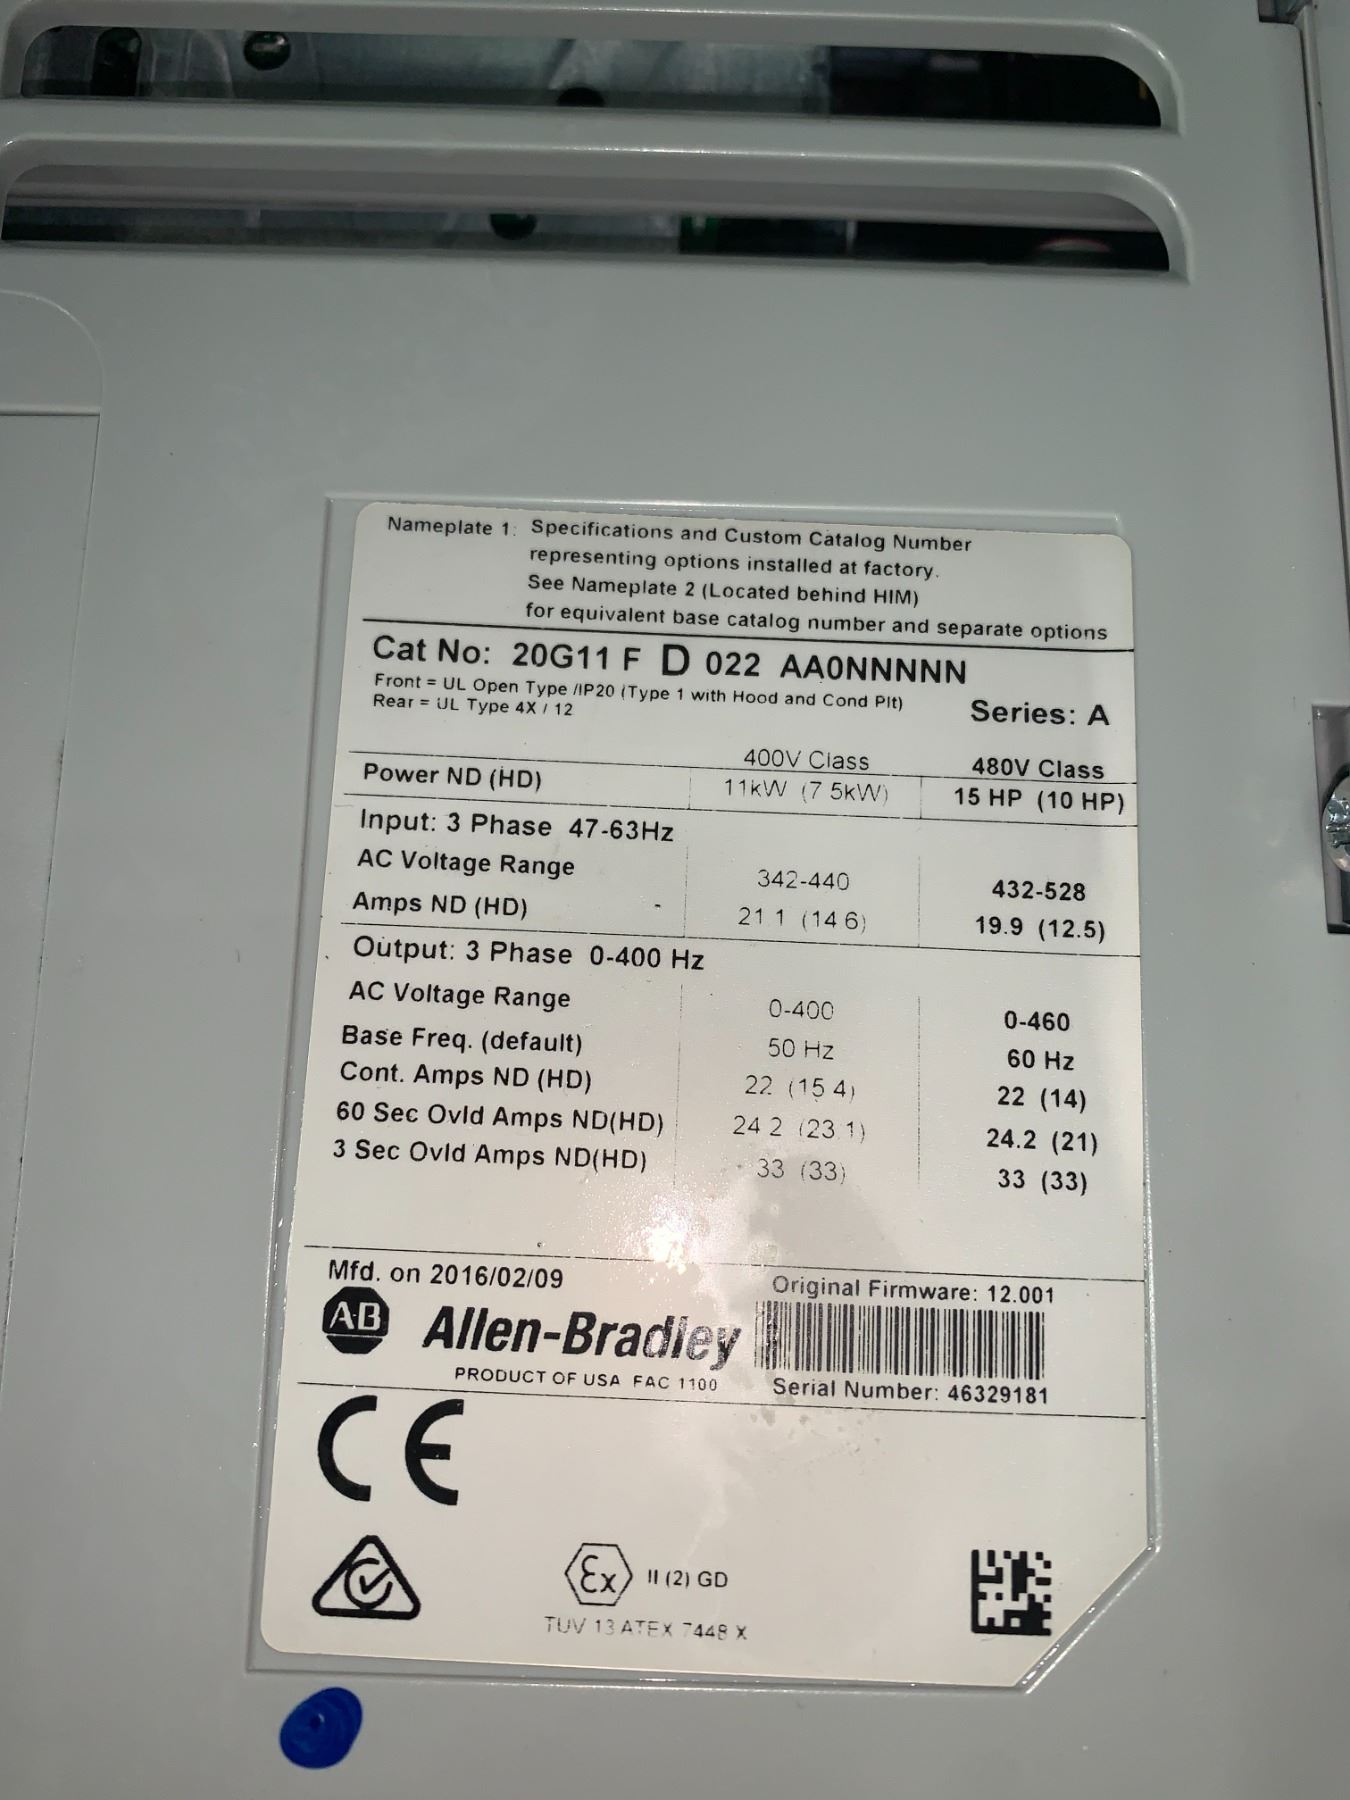 Nameplate 1: Specifications and Custom Catalog Number
representing options installed at factory.
See Nameplate 2 (Located behind HIM)
for equivalent base catalog number and separate options
Cat No: 20G11 F D 022 AA0NNNNN
Front = UL Open Type /IP20 (Type 1 with Hood and Cond Plt)
Rear = UL Type 4X / 12
Series: A
400V Class 480V Class
Power ND (HD) 11kW (7.5kW) 15 HP (10 HP)
Input: 3 Phase 47-63Hz
AC Voltage Range 342-440 432-528
Amps ND (HD) 21.1 (14.6) 19.9 (12.5)
Output: 3 Phase 0-400 Hz
AC Voltage Range 0-400 0-460
Base Freq. (default) 50 Hz 60 Hz
Cont. Amps ND (HD) 22 (15.4) 22 (14)
60 Sec Ovld Amps ND(HD) 24.2 (23.1) 24.2 (21)
3 Sec Ovld Amps ND(HD) 33 (33) 33 (33)
Mfd. on 2016/02/09
Original Firmware: 12.001
A-B Allen-Bradley
PRODUCT OF USA FAC 1100
Serial Number: 46329181
CE
Ex II (2) GD
TUV 13 ATEX 7448 X